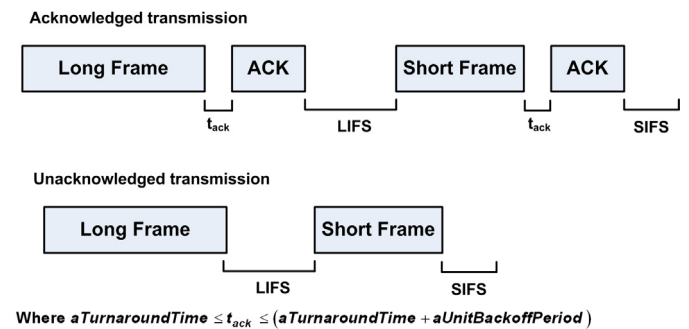 Acknowledged transmission
Long Frame ACK Short Frame ACK
tack LIFS tack SIFS
Unacknowledged transmission
Long Frame Short Frame
LIFS SIFS
Where aTurnaroundTime ≤ tack ≤ (aTurnaroundTime + aUnitBackoffPeriod)